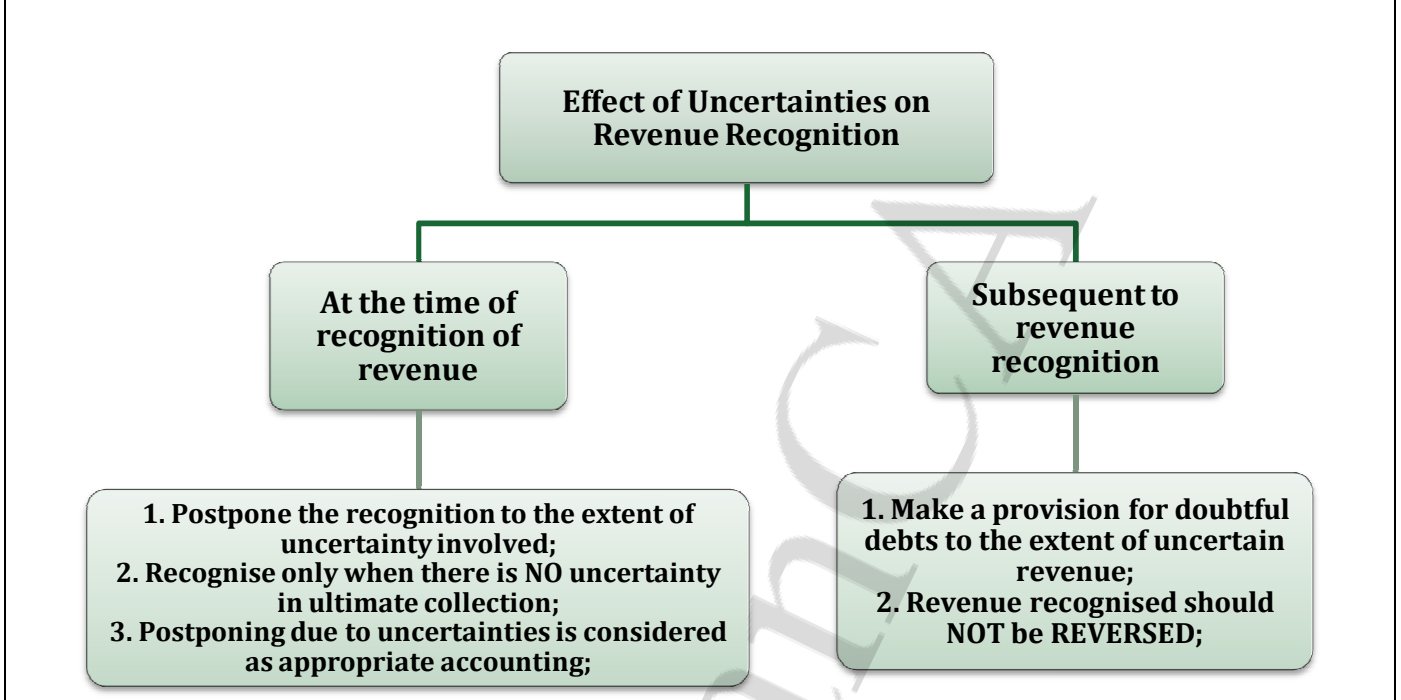 Effect of Uncertainties on
Revenue Recognition
At the time of
recognition of
revenue
Subsequent to
revenue
recognition
1. Postpone the recognition to the extent of
uncertainty involved;
2. Recognise only when there is NO uncertainty
in ultimate collection;
3. Postponing due to uncertainties is considered
as appropriate accounting;
1. Make a provision for doubtful
debts to the extent of uncertain
revenue;
2. Revenue recognised should
NOT be REVERSED;
mCA